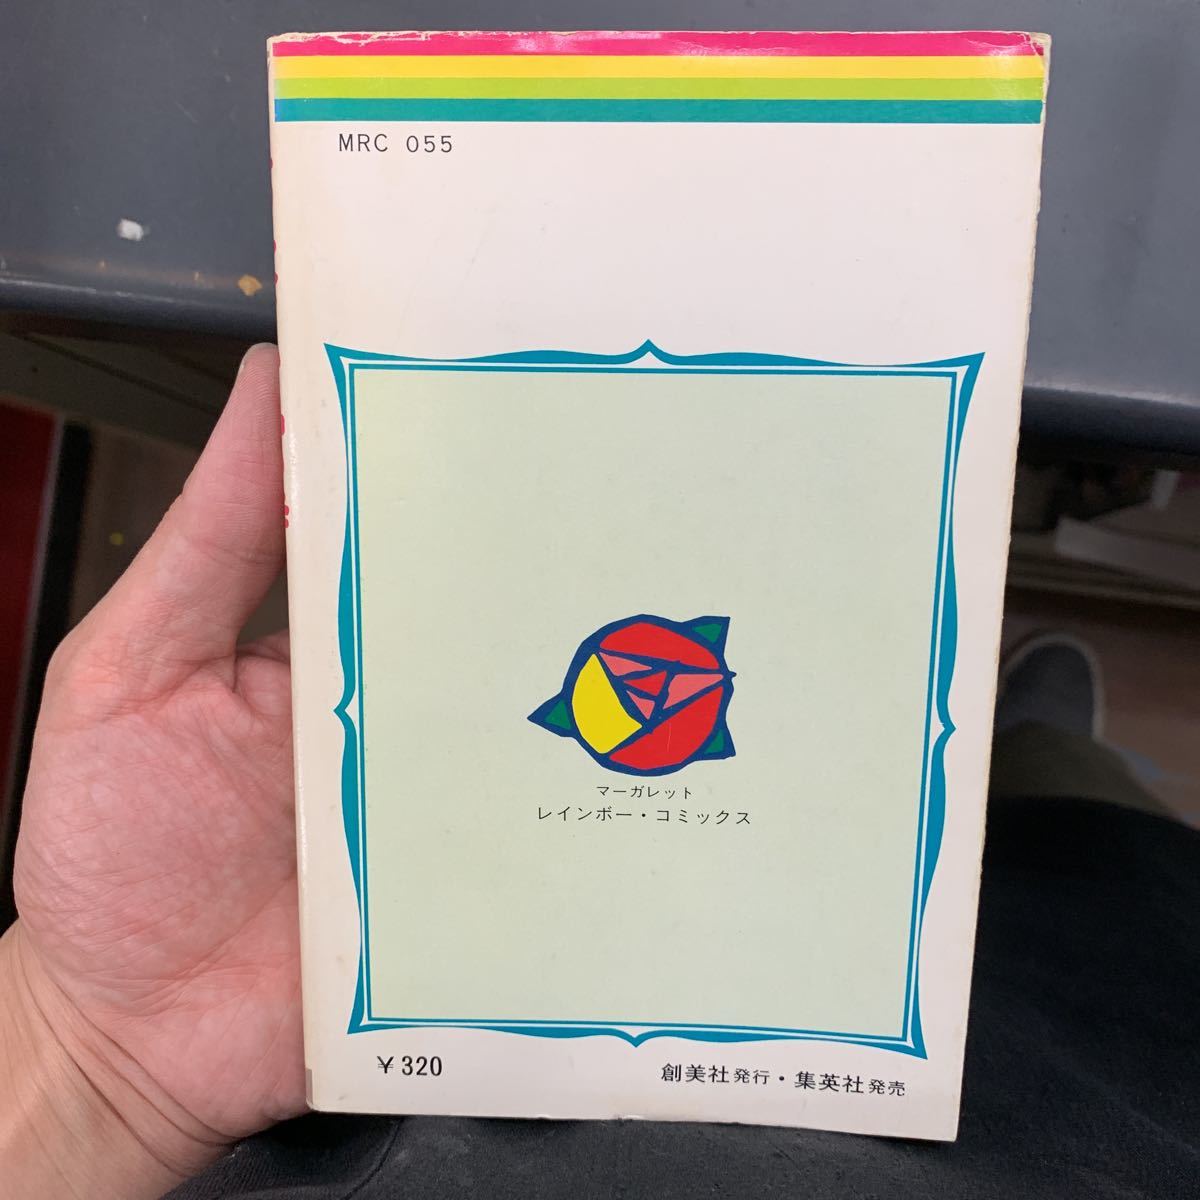 MRC 055
マーガレット
レインボー・コミックス
¥320
創美社発行・集英社発売